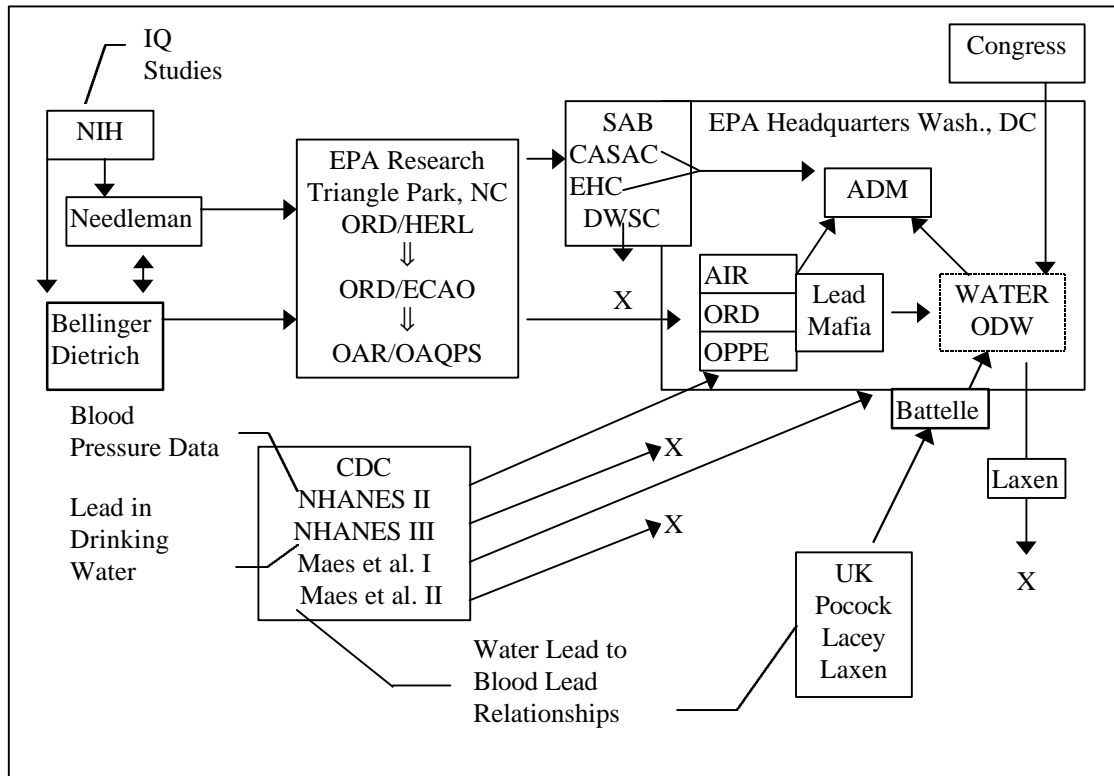 IQ
Studies
NIH
Needleman
Bellinger
Dietrich
EPA Research
Triangle Park, NC
ORD/HERL
⇓
ORD/ECAO
⇓
OAR/OAQPS
SAB
CASAC
EHC
DWSC
X
X
Congress
EPA Headquarters Wash., DC
ADM
AIR
ORD
OPPE
Lead
Mafia
WATER
ODW
Battelle
Laxen
X
Blood
Pressure Data
Lead in
Drinking
Water
CDC
NHANES II
NHANES III
Maes et al. I
Maes et al. II
X
X
Water Lead to
Blood Lead
Relationships
UK
Pocock
Lacey
Laxen